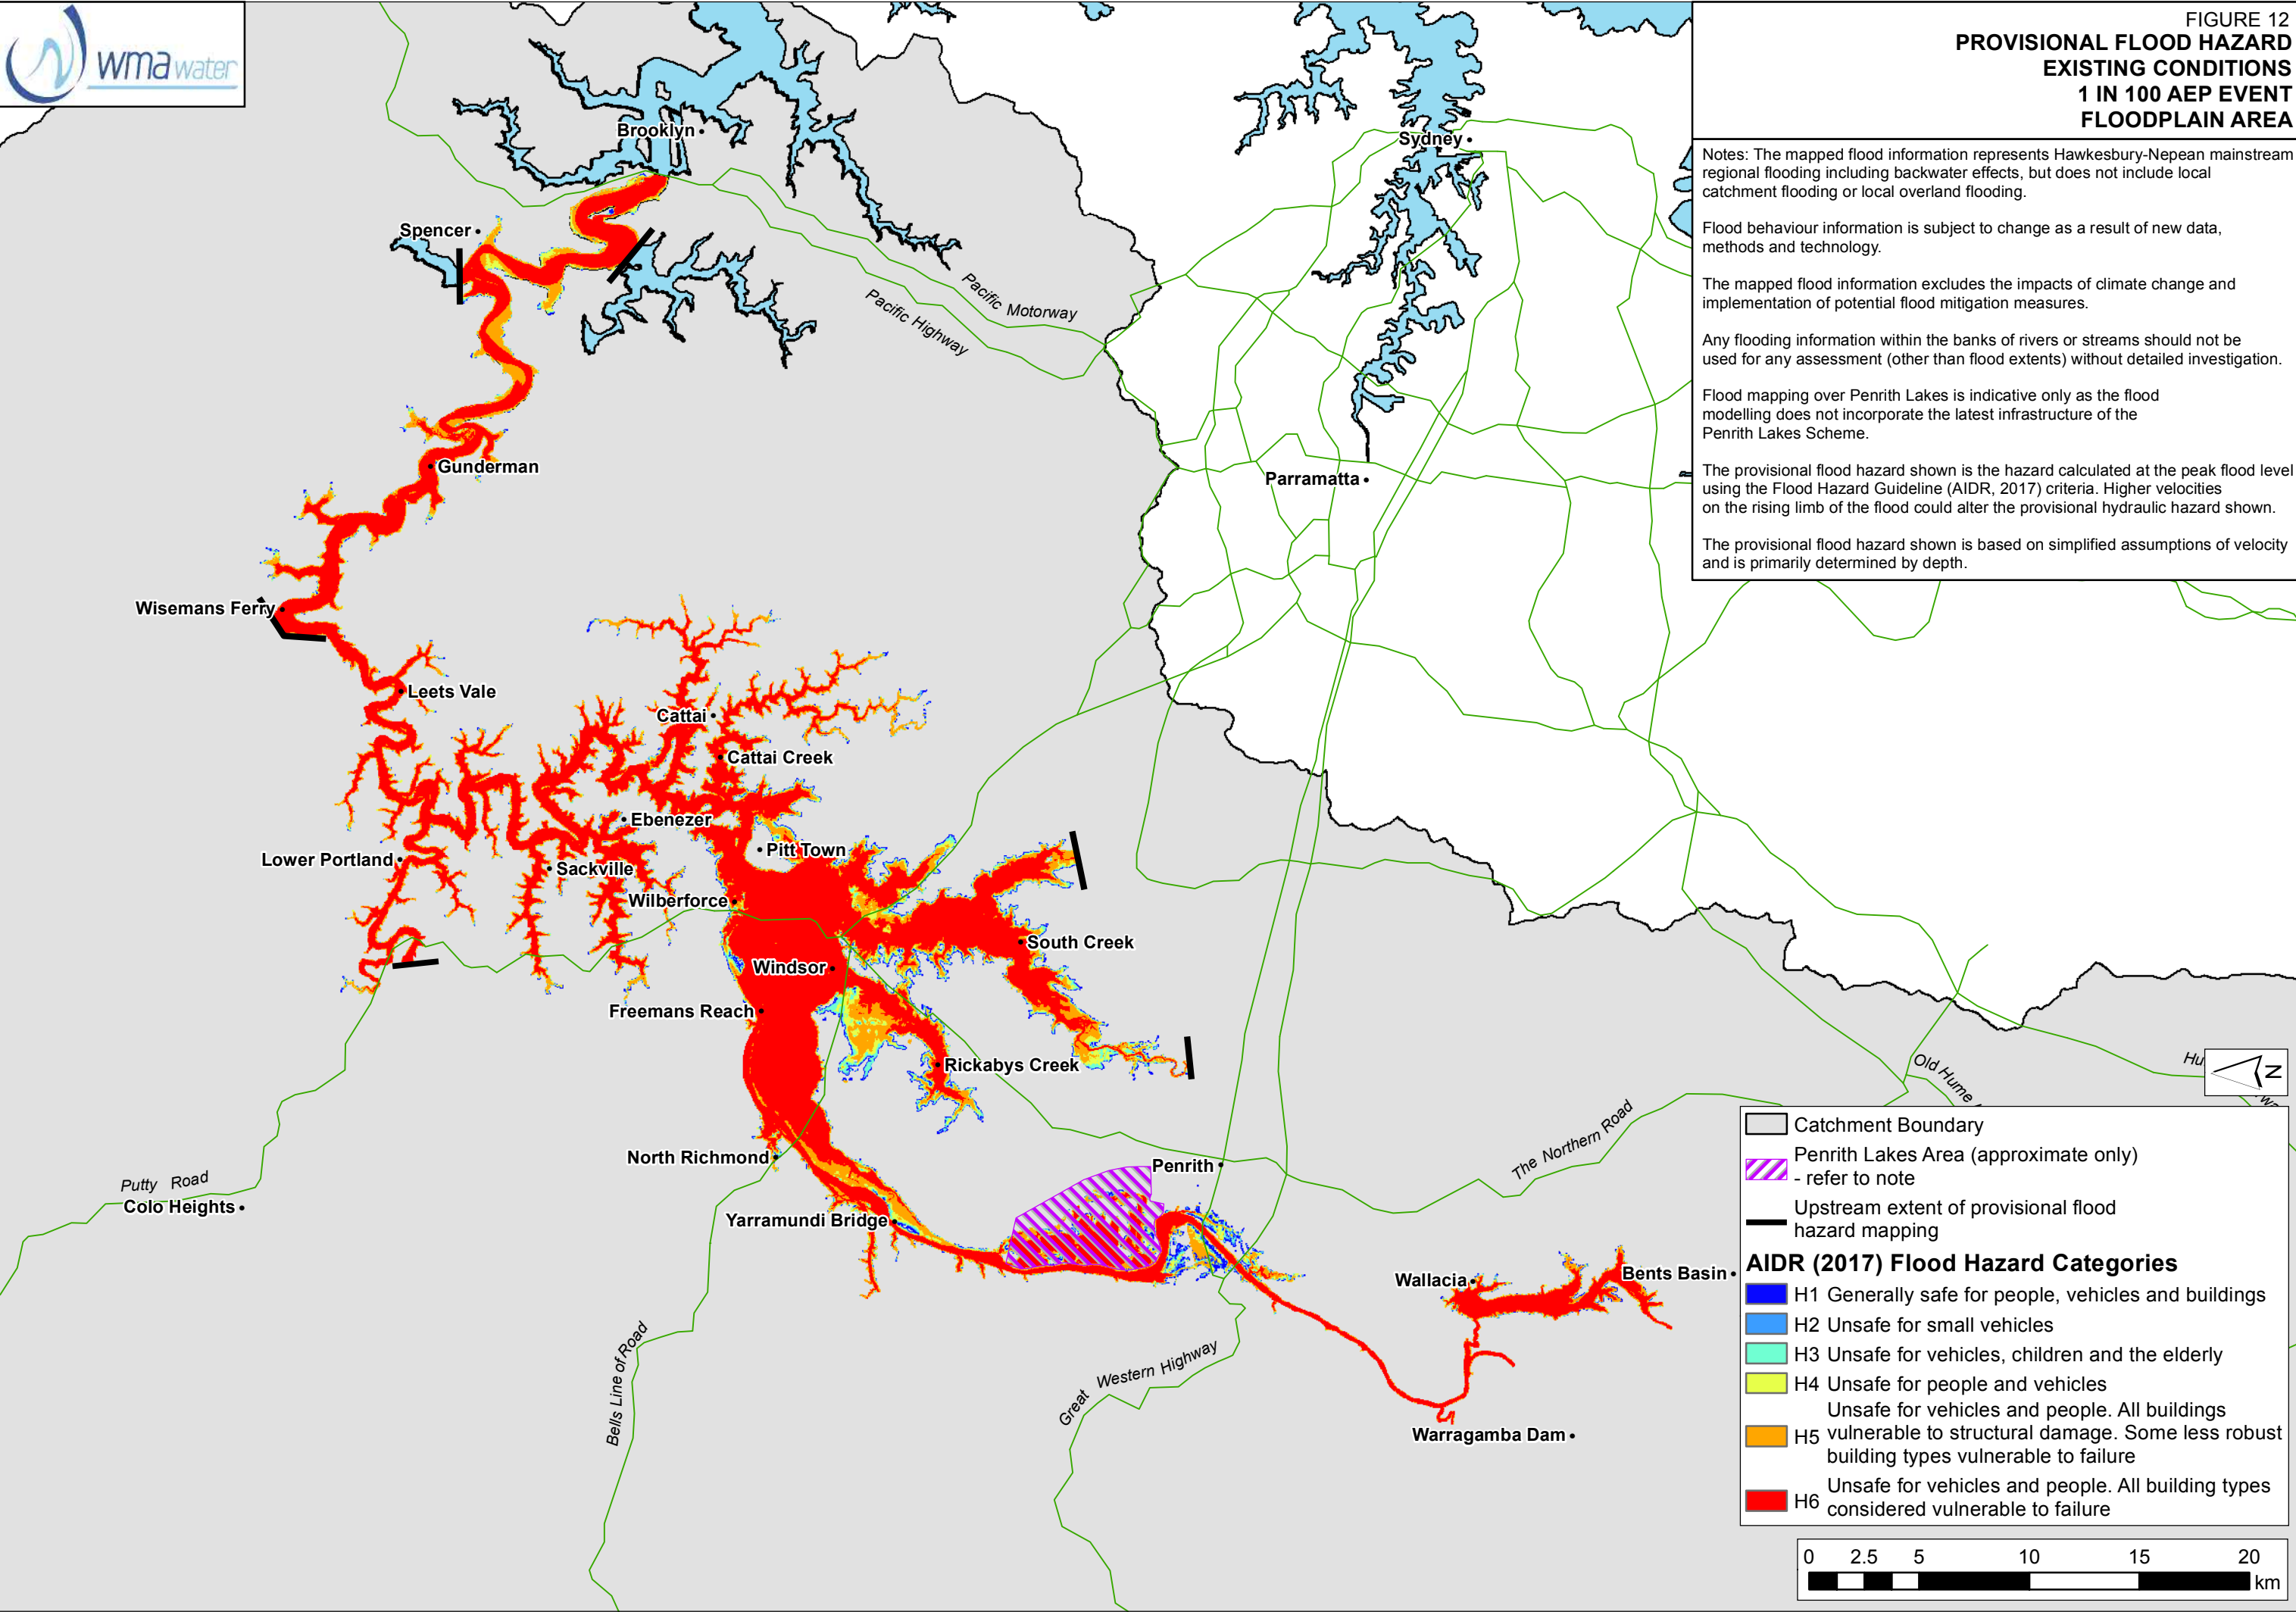 wmawater
FIGURE 12
PROVISIONAL FLOOD HAZARD
EXISTING CONDITIONS
1 IN 100 AEP EVENT
FLOODPLAIN AREA
Notes: The mapped flood information represents Hawkesbury-Nepean mainstream
regional flooding including backwater effects, but does not include local
catchment flooding or local overland flooding.
Flood behaviour information is subject to change as a result of new data,
methods and technology.
The mapped flood information excludes the impacts of climate change and
implementation of potential flood mitigation measures.
Any flooding information within the banks of rivers or streams should not be
used for any assessment (other than flood extents) without detailed investigation.
Flood mapping over Penrith Lakes is indicative only as the flood
modelling does not incorporate the latest infrastructure of the
Penrith Lakes Scheme.
The provisional flood hazard shown is the hazard calculated at the peak flood level
using the Flood Hazard Guideline (AIDR, 2017) criteria. Higher velocities
on the rising limb of the flood could alter the provisional hydraulic hazard shown.
The provisional flood hazard shown is based on simplified assumptions of velocity
and is primarily determined by depth.
Brooklyn
Sydney
Spencer
Pacific Motorway
Pacific Highway
Gunderman
Parramatta
Wisemans Ferry
Leets Vale
Cattai
Cattai Creek
Ebenezer
Pitt Town
Lower Portland
Sackville
Wilberforce
South Creek
Windsor
Freemans Reach
Rickabys Creek
North Richmond
Penrith
The Northern Road
Old Hume
Hu
Putty Road
Colo Heights
Yarramundi Bridge
Wallacia
Bents Basin
Bells Line of Road
Great Western Highway
Warragamba Dam
N
Catchment Boundary
Penrith Lakes Area (approximate only)
- refer to note
Upstream extent of provisional flood
hazard mapping
AIDR (2017) Flood Hazard Categories
H1 Generally safe for people, vehicles and buildings
H2 Unsafe for small vehicles
H3 Unsafe for vehicles, children and the elderly
H4 Unsafe for people and vehicles
Unsafe for vehicles and people. All buildings
H5 vulnerable to structural damage. Some less robust
building types vulnerable to failure
Unsafe for vehicles and people. All building types
H6 considered vulnerable to failure
0 2.5 5 10 15 20
km